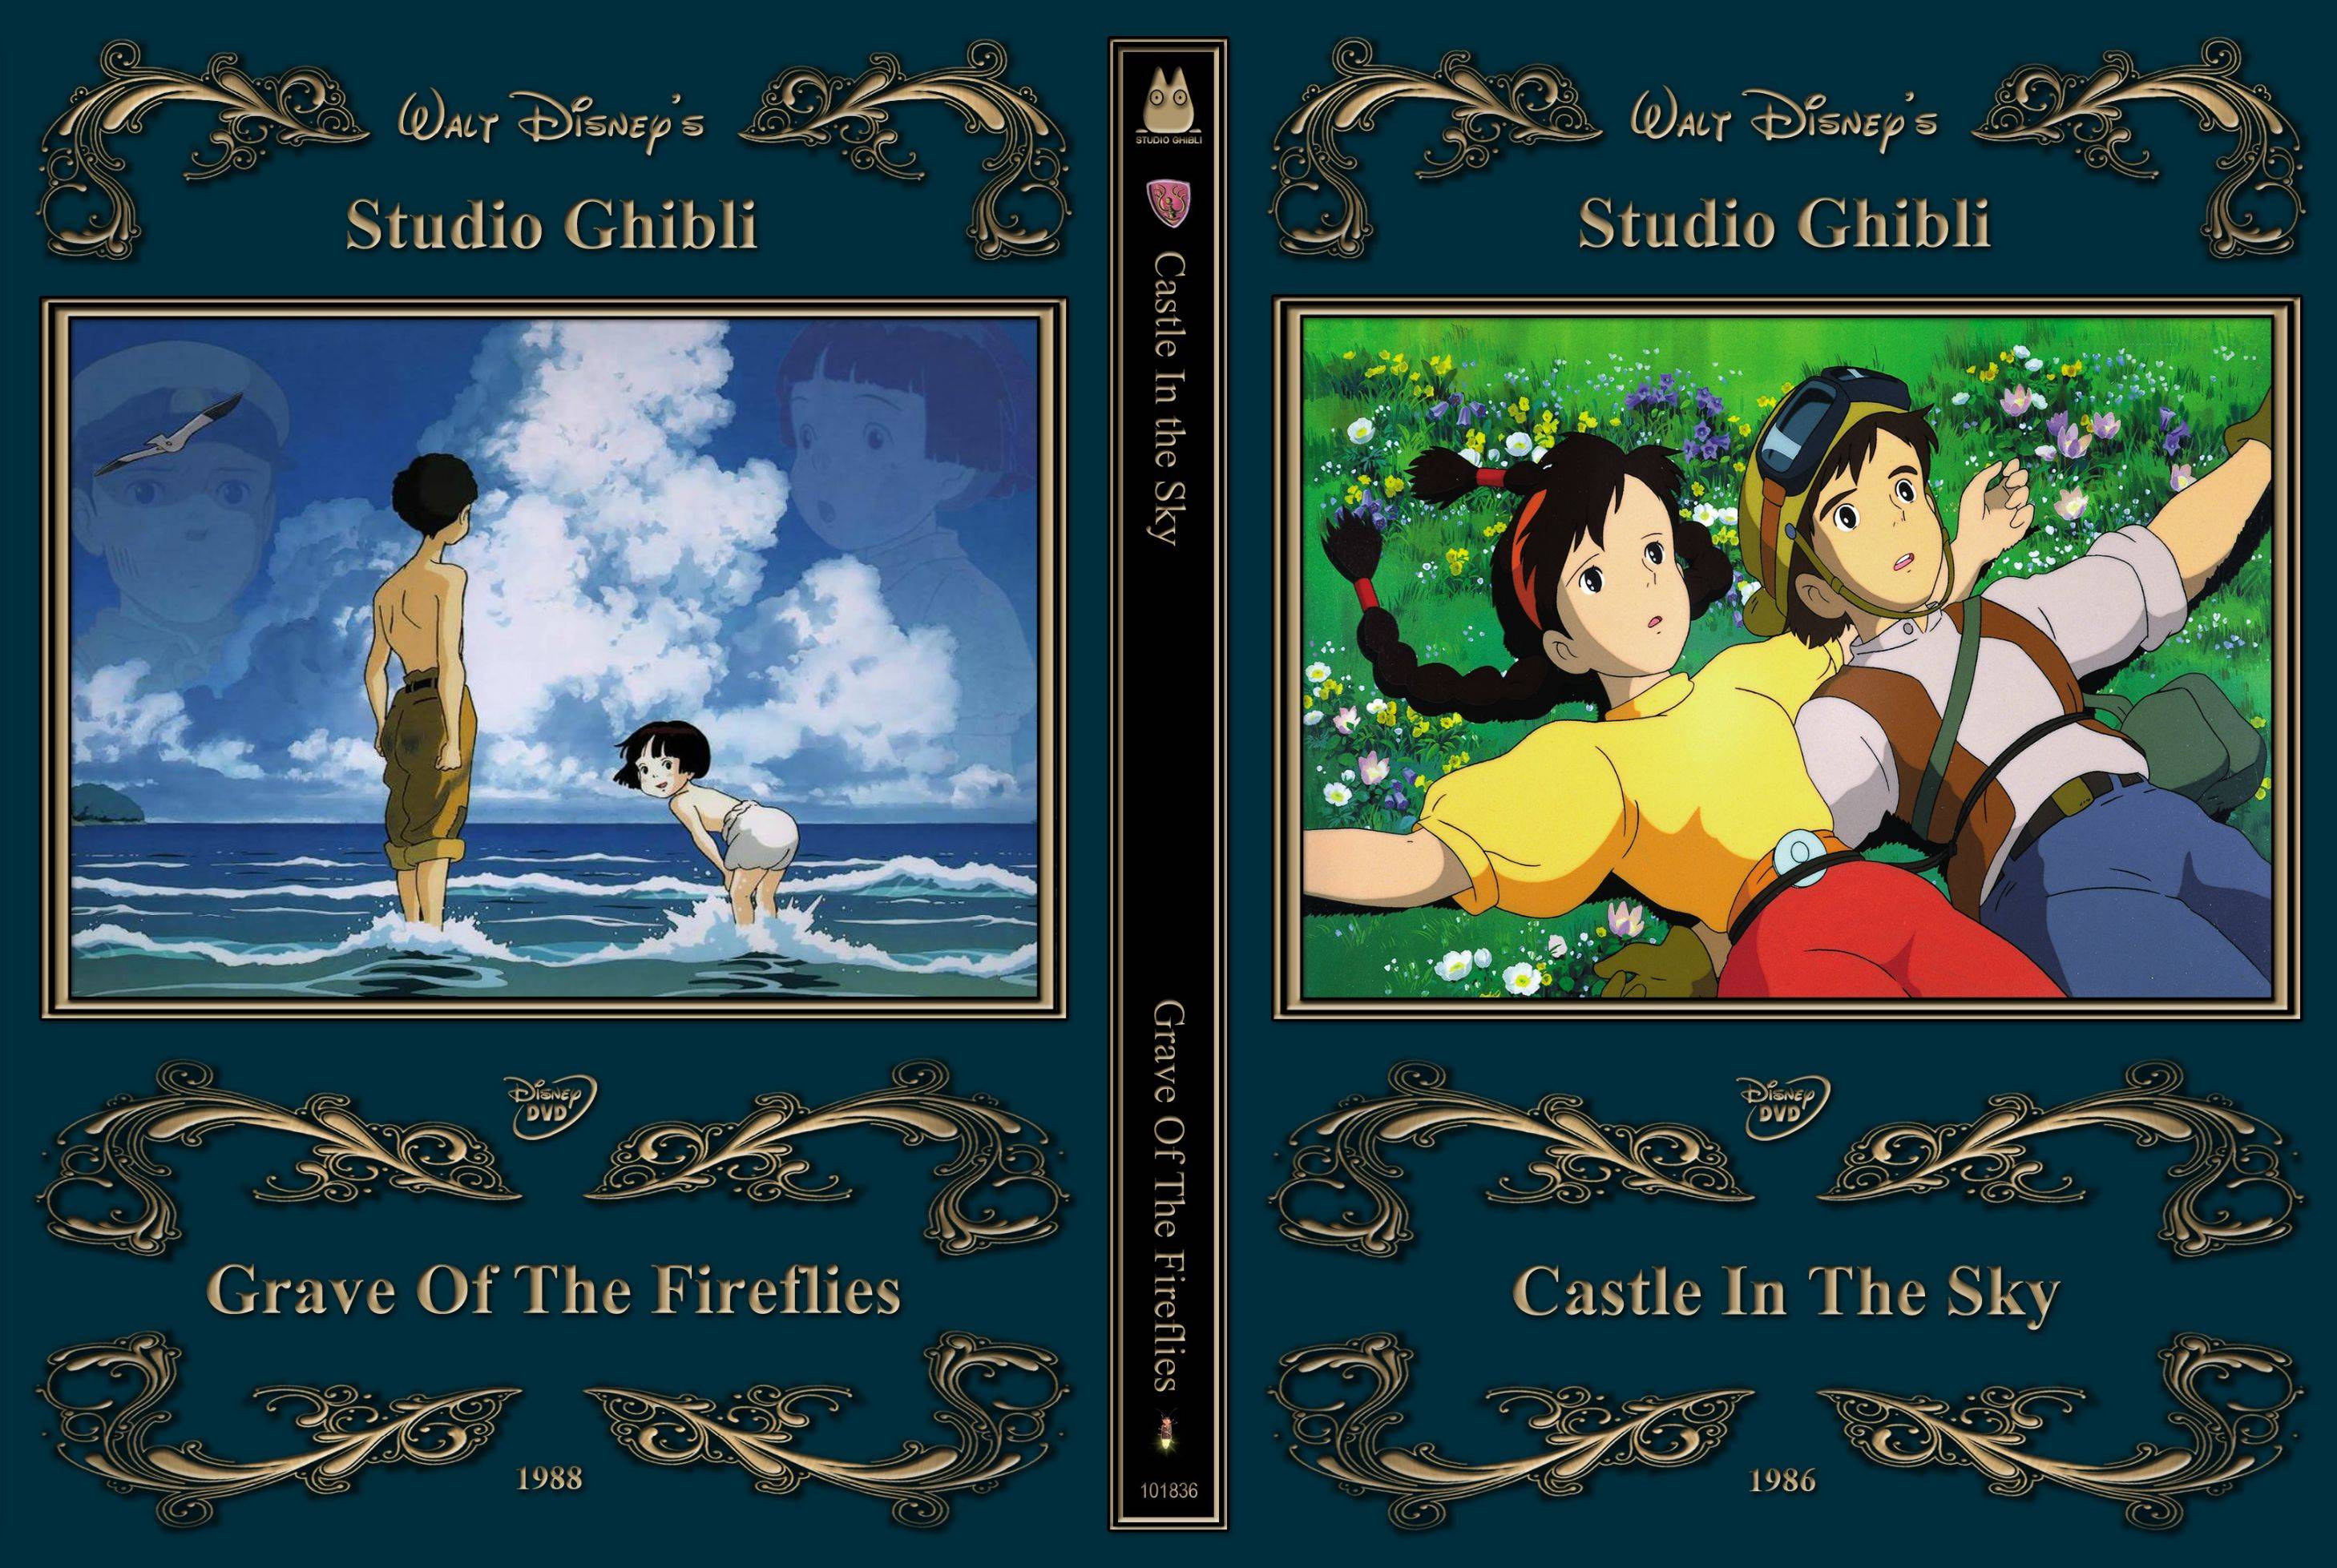 Walt Disney's
Studio Ghibli
Disney
DVD
Grave Of The Fireflies
1988
STUDIO GHIBLI
Castle In the Sky
Grave Of The Fireflies
101836
Walt Disney's
Studio Ghibli
Disney
DVD
Castle In The Sky
1986